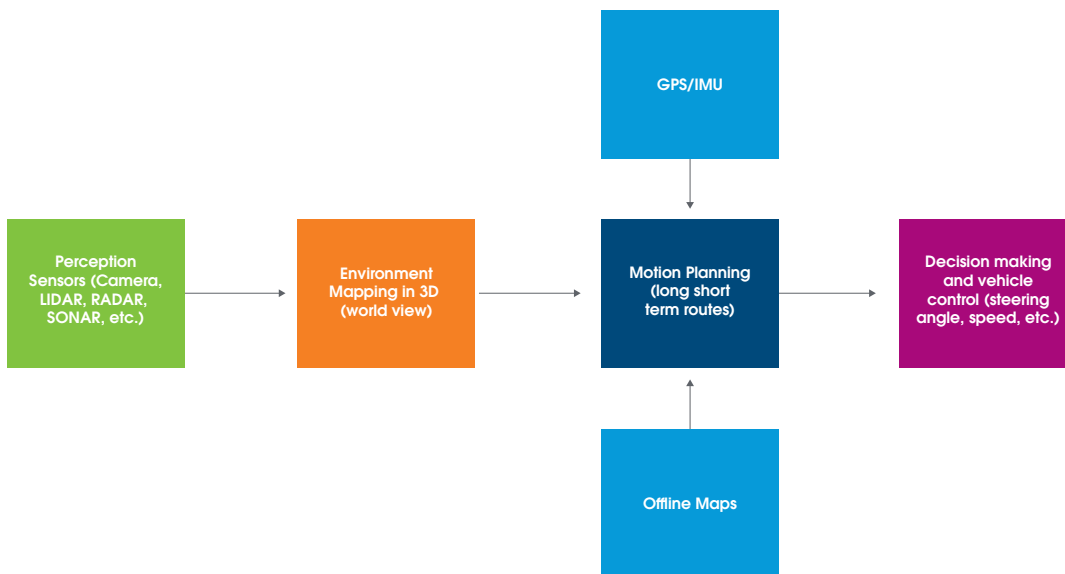 GPS/IMU
Perception
Sensors (Camera,
LIDAR, RADAR,
SONAR, etc.)
Environment
Mapping in 3D
(world view)
Motion Planning
(long short
term routes)
Decision making
and vehicle
control (steering
angle, speed, etc.)
Offline Maps